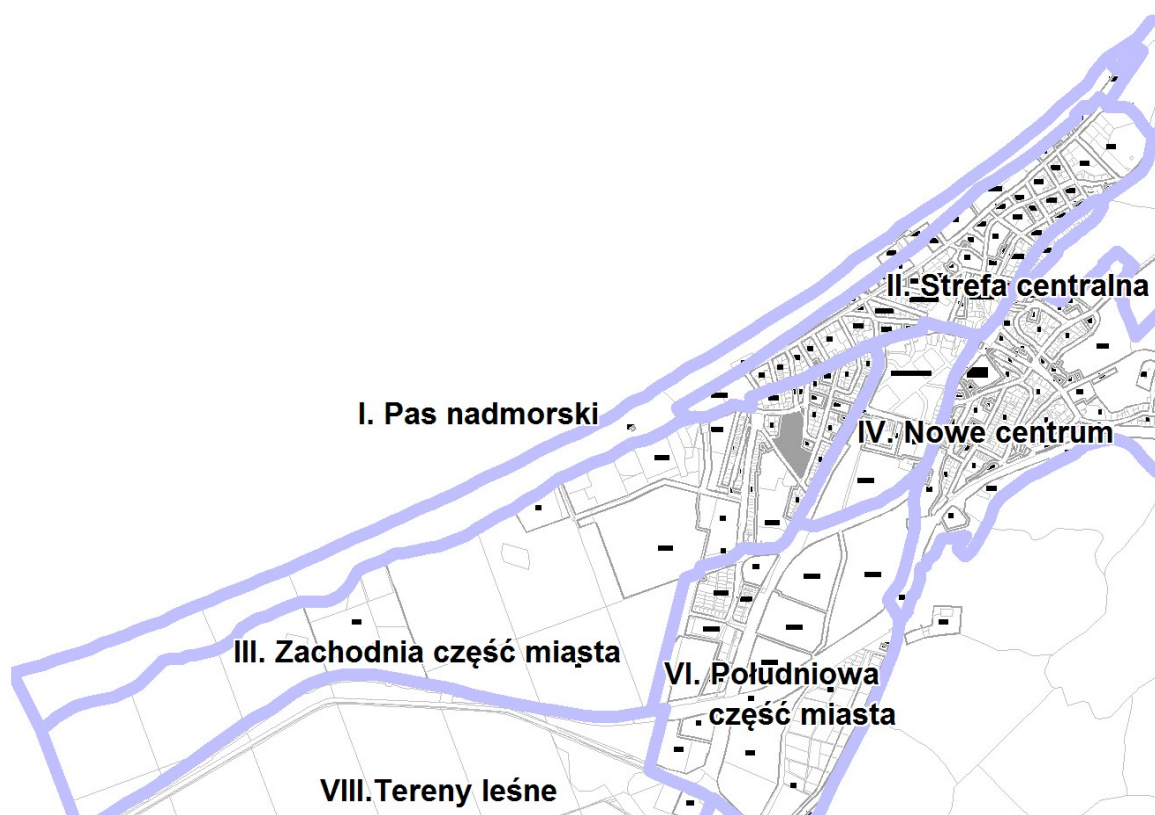 II. Strefa centralna
I. Pas nadmorski
IV. Nowe centrum
III. Zachodnia część miasta
VI. Południowa
część miasta
VIII.Tereny leśne